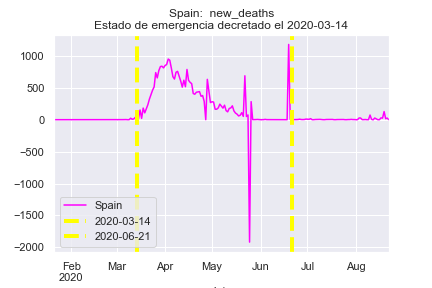 Spain:  new_deaths
Estado de emergencia decretado el 2020-03-14
1000
500
0
−500
−1000
−1500
−2000
Spain
2020-03-14
2020-06-21
Feb
2020
Mar
Apr
May
Jun
Jul
Aug